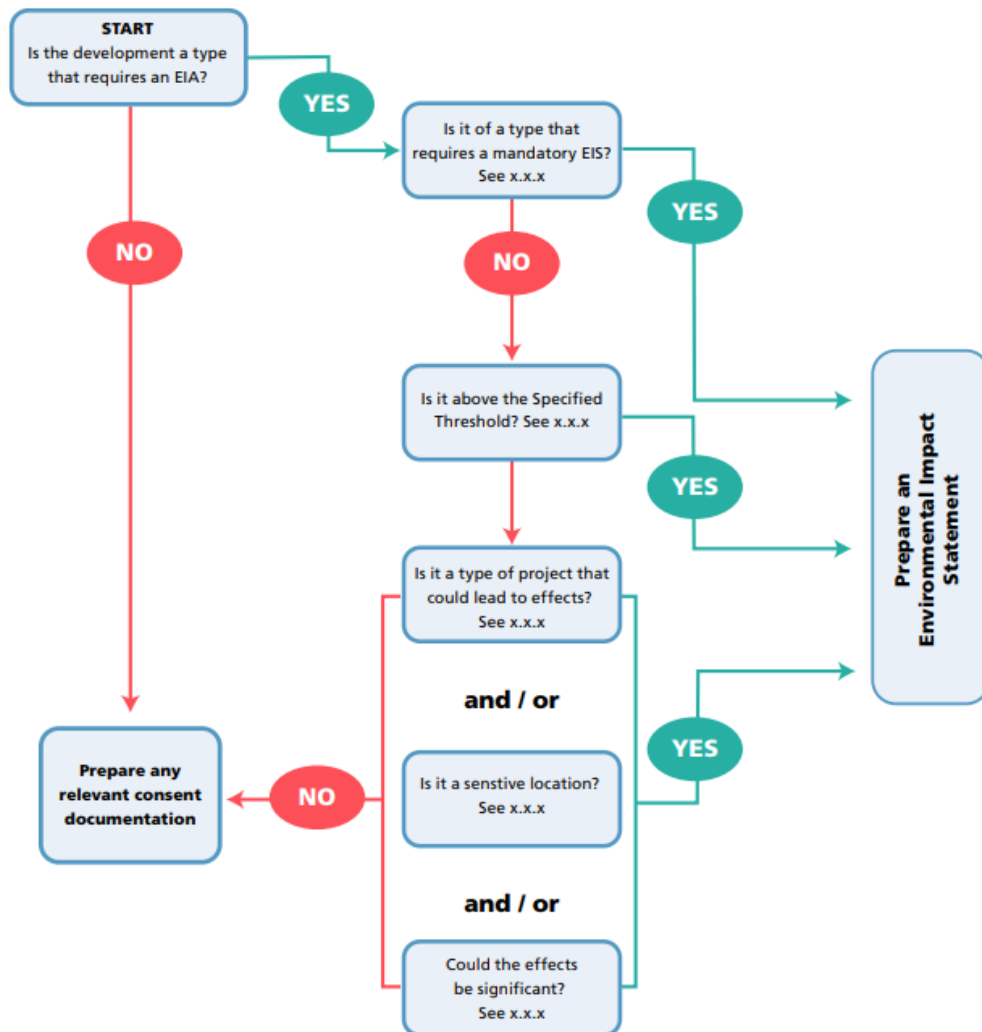 START
Is the development a type
that requires an EIA?
YES
Is it of a type that
requires a mandatory EIS?
See x.x.x
YES
NO
NO
Is it above the Specified
Threshold? See x.x.x
YES
Prepare an
Environmental Impact
Statement
Is it a type of project that
could lead to effects?
See x.x.x
and / or
YES
Prepare any
relevant consent
documentation
NO
Is it a senstive location?
See x.x.x
and / or
Could the effects
be significant?
See x.x.x